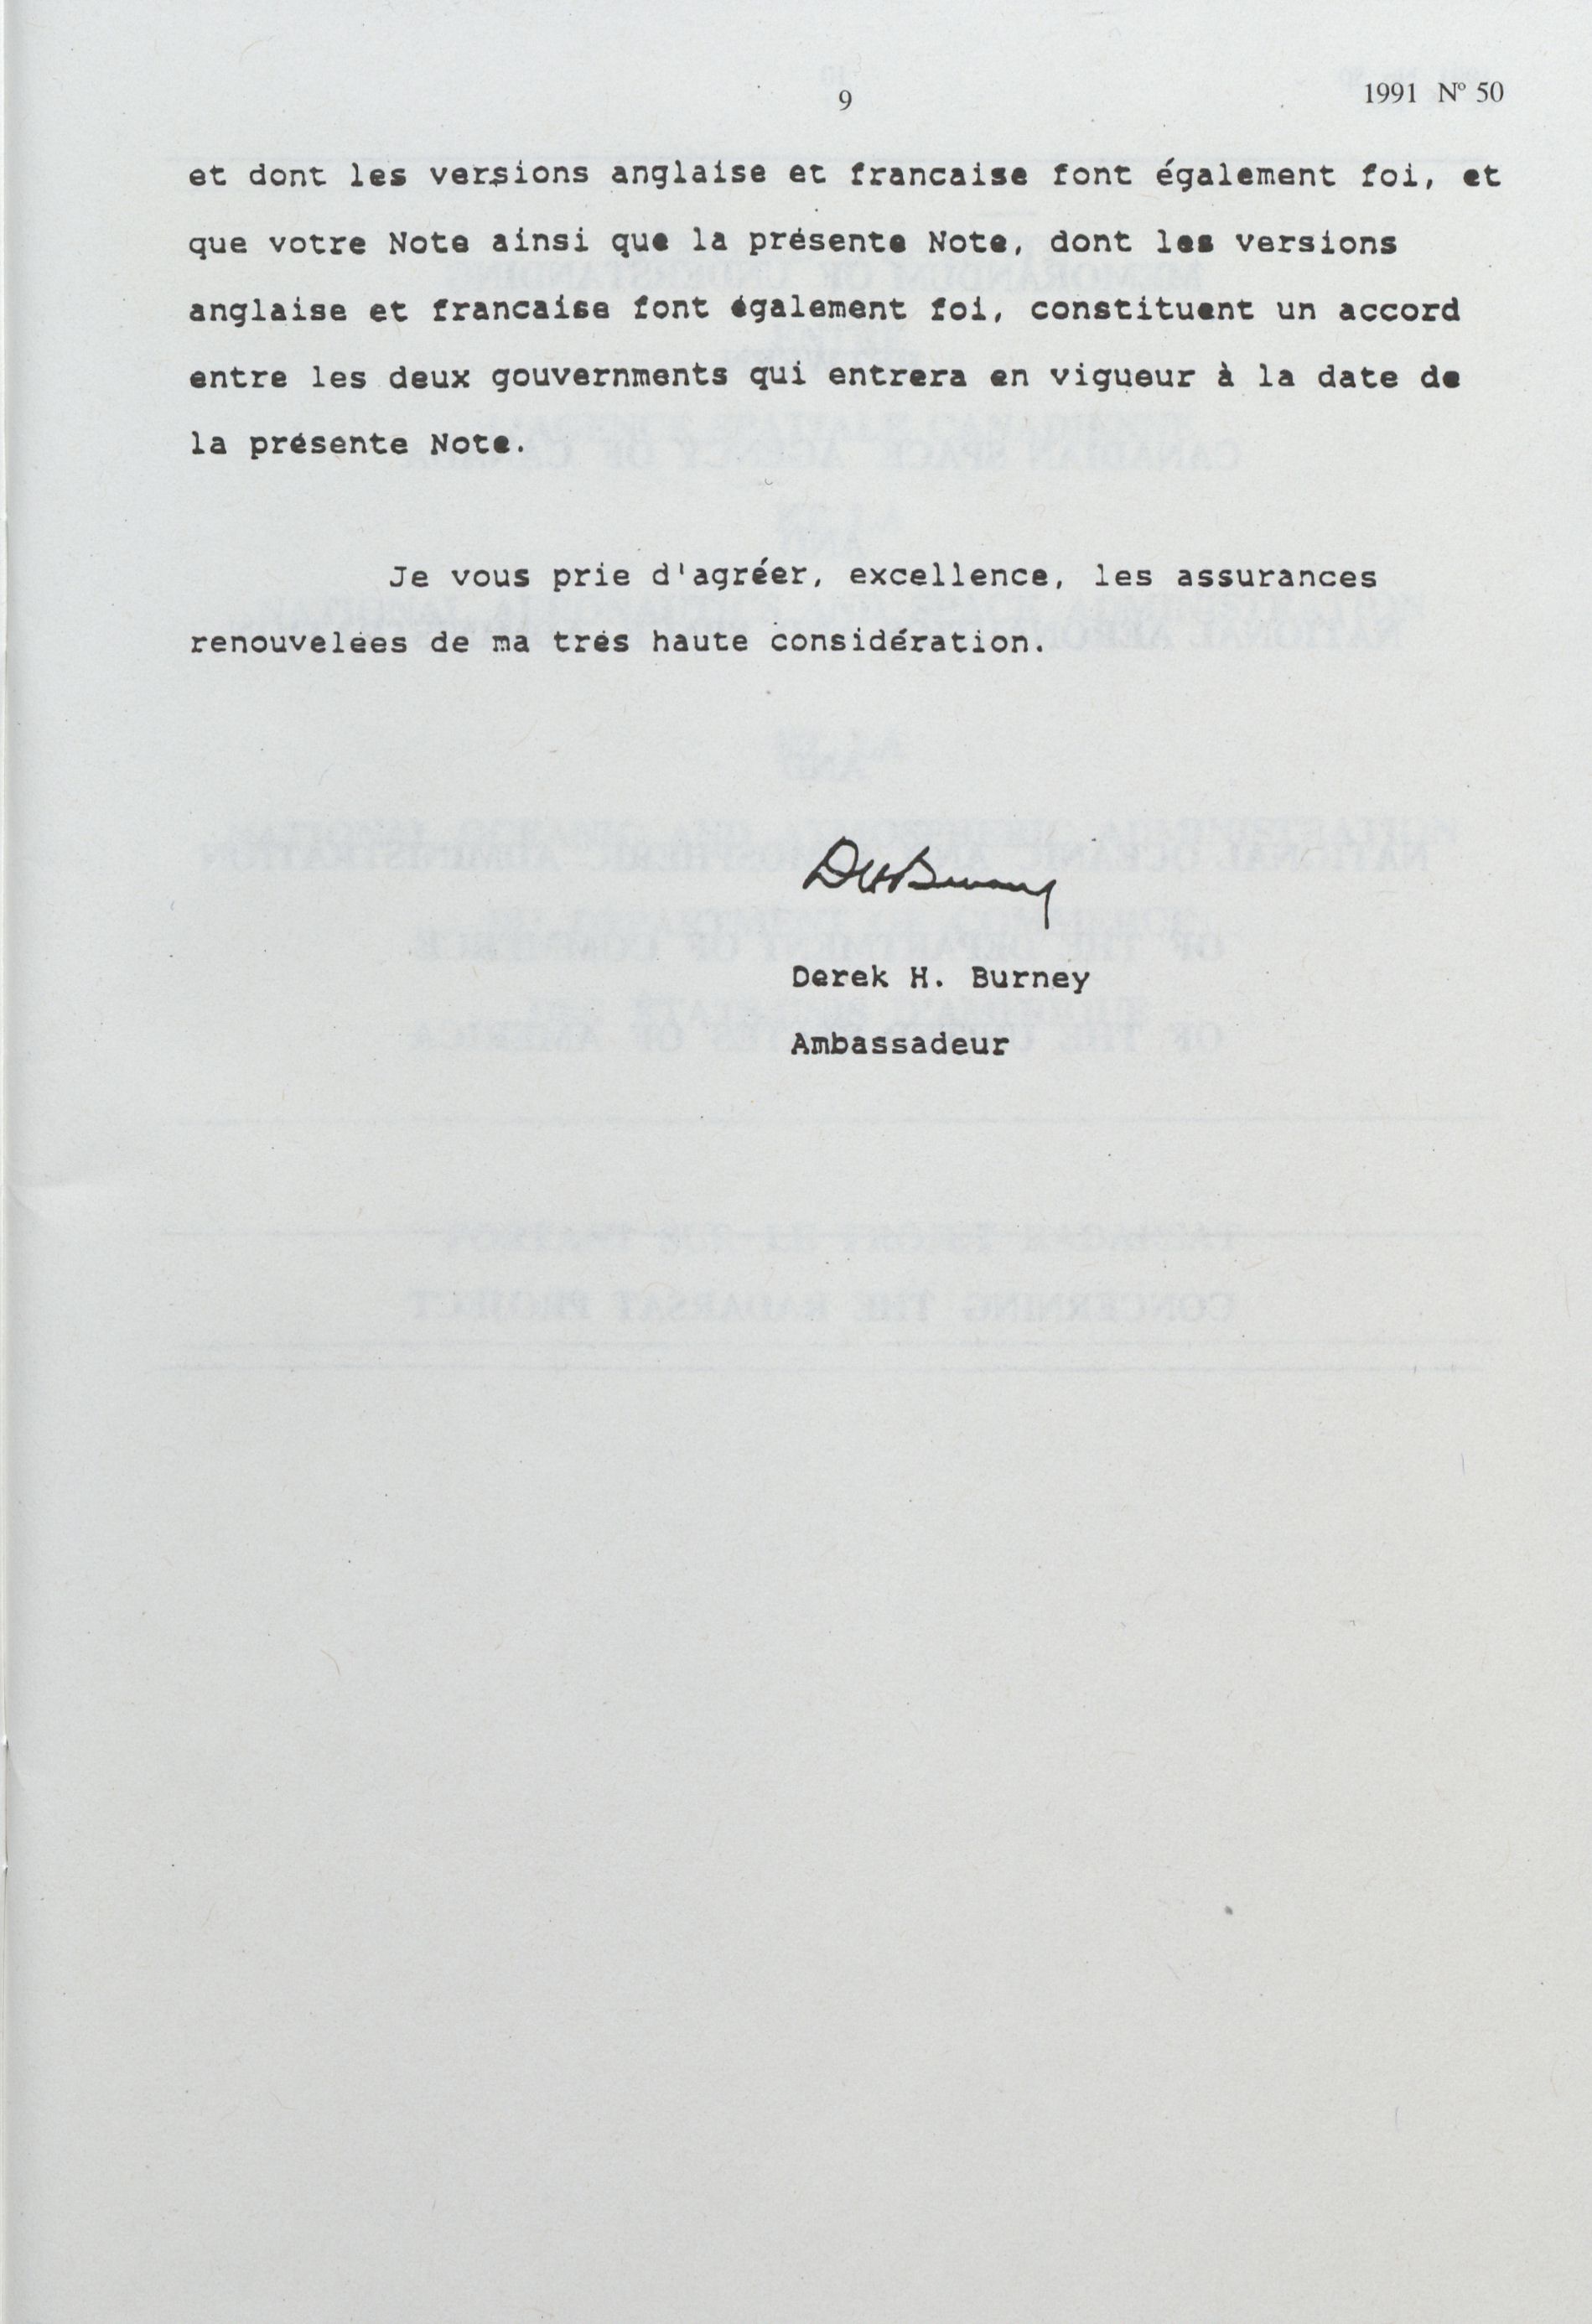 9
1991 Nº 50
et dont les versions anglaise et francaise font également foi, et
que votre Note ainsi que la présente Note, dont les versions
anglaise et francaise font également foi, constituent un accord
entre les deux gouvernments qui entrera en vigueur à la date de
la présente Note.
Je vous prie d'agréer, excellence, les assurances
renouvelées de ma trés haute considération.
DHBurney
Derek H. Burney
Ambassadeur